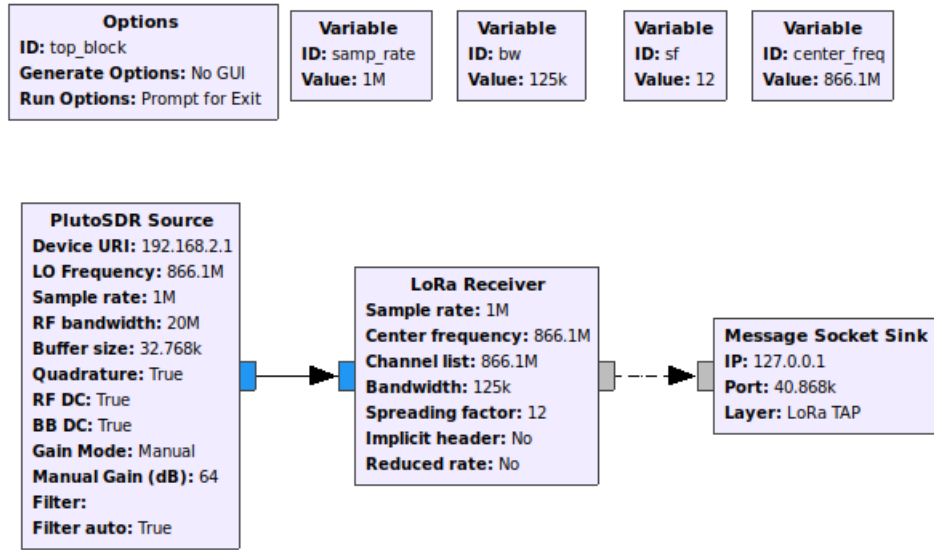 Options
ID: top_block
Generate Options: No GUI
Run Options: Prompt for Exit
Variable
ID: samp_rate
Value: 1M
Variable
ID: bw
Value: 125k
Variable
ID: sf
Value: 12
Variable
ID: center_freq
Value: 866.1M
PlutoSDR Source
Device URI: 192.168.2.1
LO Frequency: 866.1M
Sample rate: 1M
RF bandwidth: 20M
Buffer size: 32.768k
Quadrature: True
RF DC: True
BB DC: True
Gain Mode: Manual
Manual Gain (dB): 64
Filter:
Filter auto: True
LoRa Receiver
Sample rate: 1M
Center frequency: 866.1M
Channel list: 866.1M
Bandwidth: 125k
Spreading factor: 12
Implicit header: No
Reduced rate: No
Message Socket Sink
IP: 127.0.0.1
Port: 40.868k
Layer: LoRa TAP